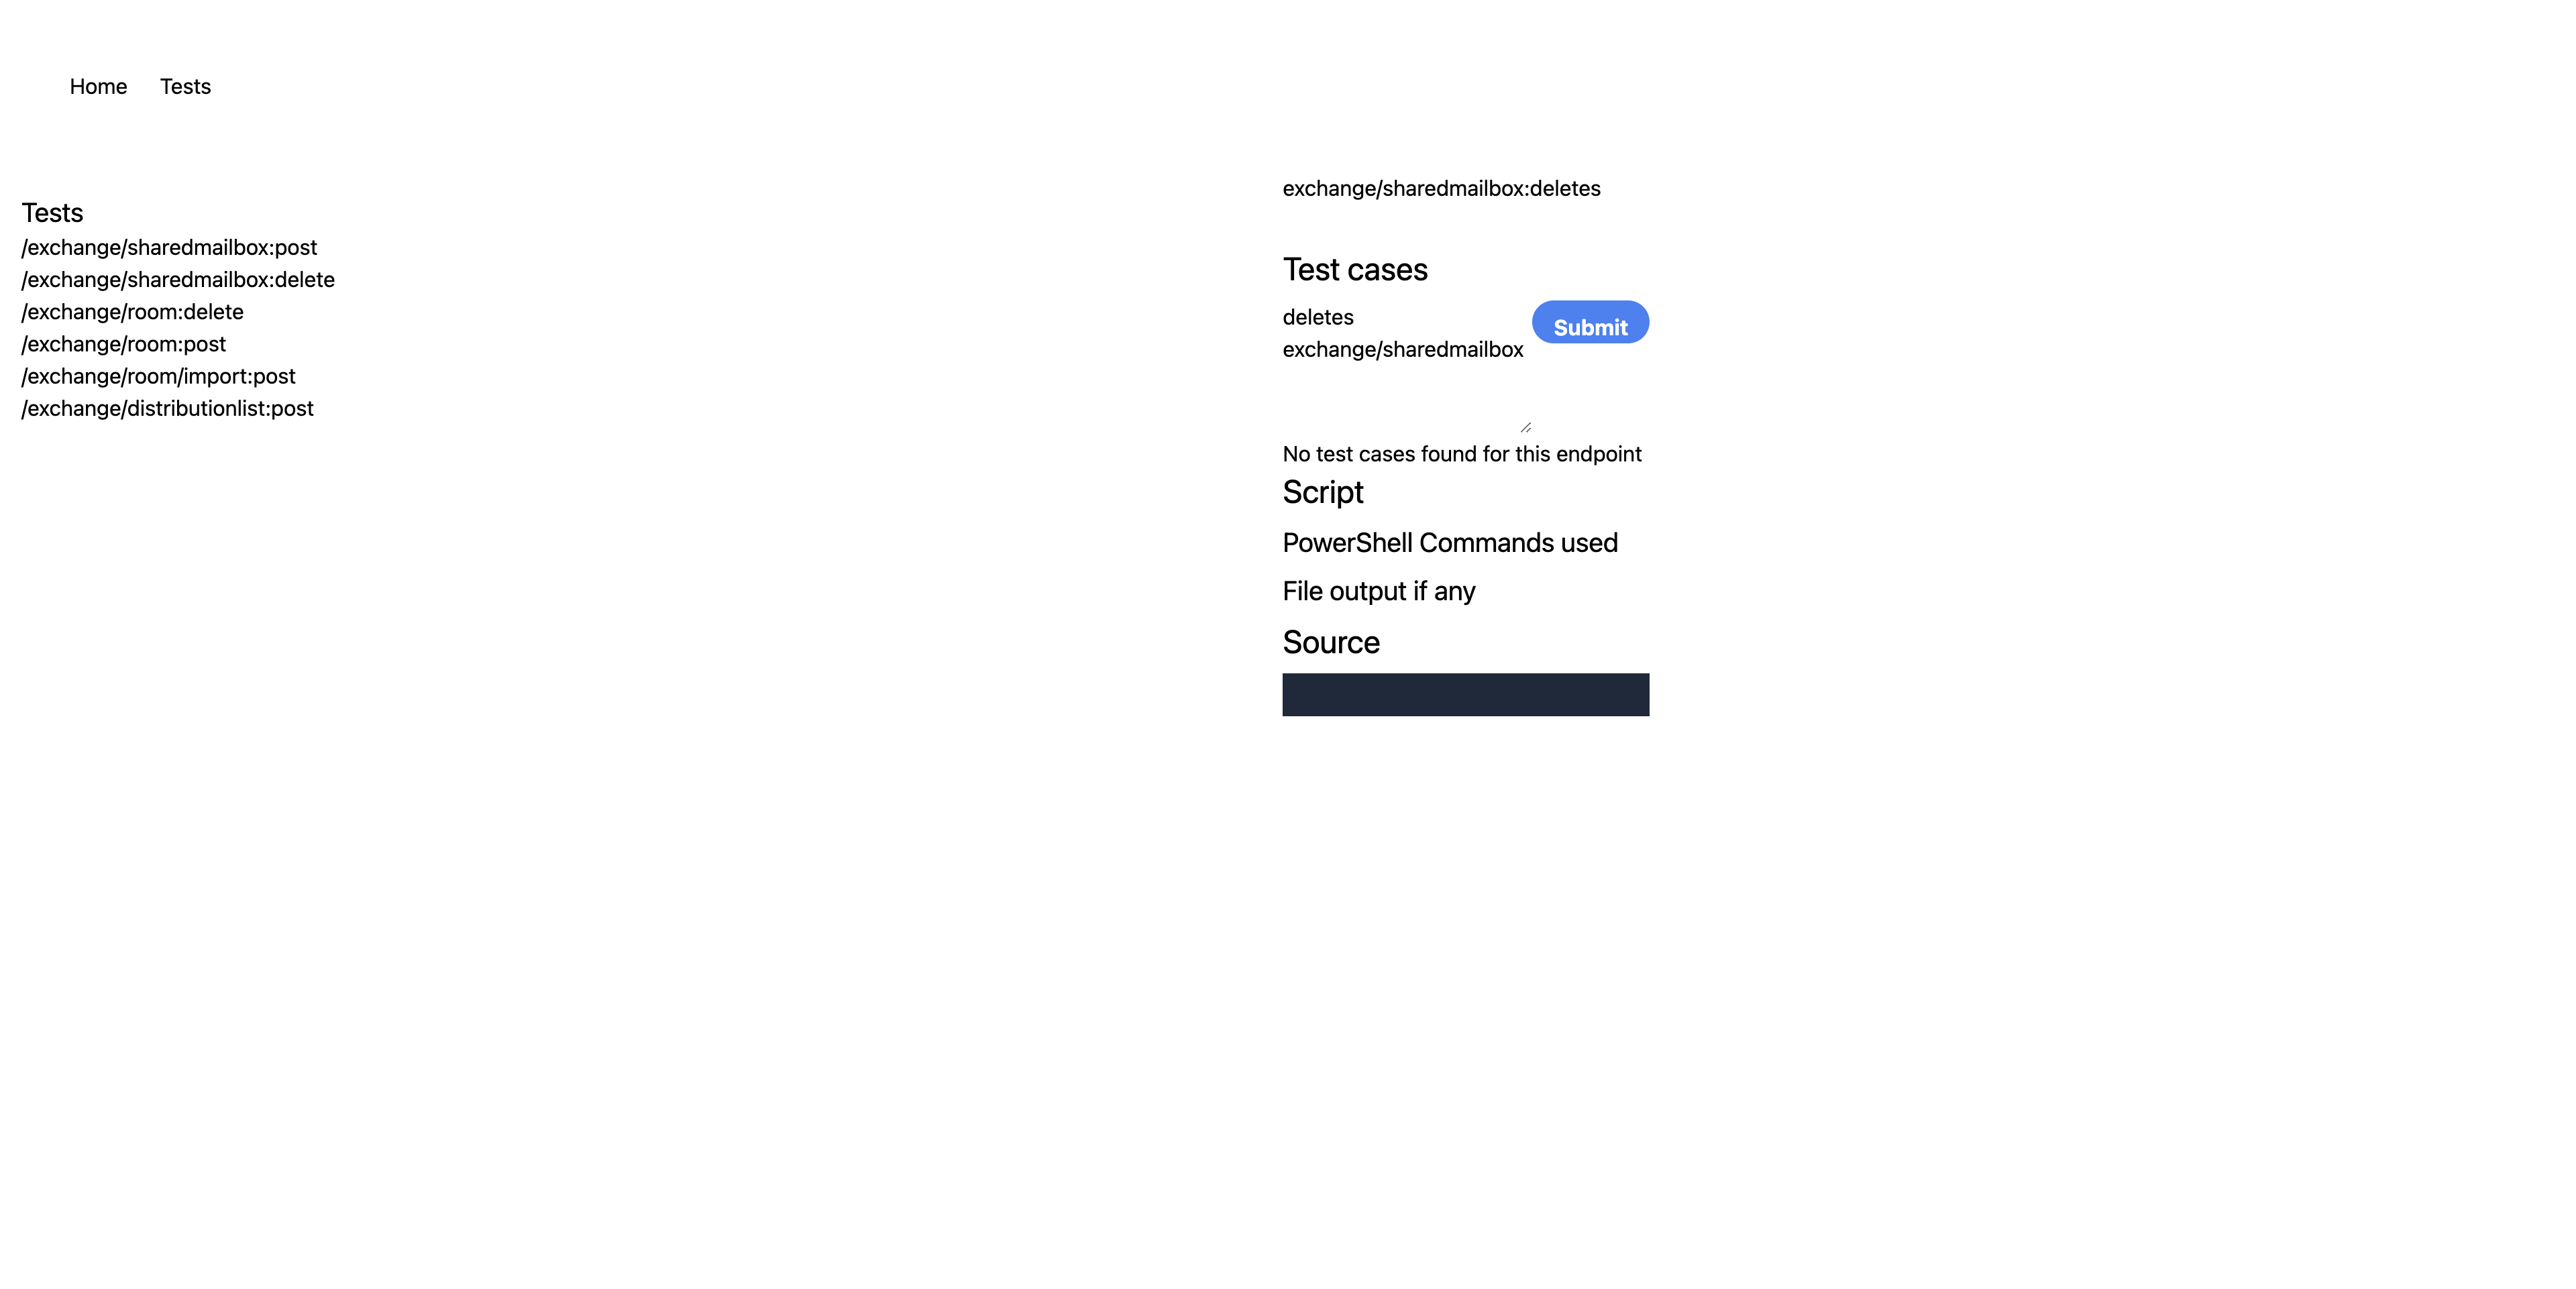 Home Tests
Tests
/exchange/sharedmailbox:post
/exchange/sharedmailbox:delete
/exchange/room:delete
/exchange/room:post
/exchange/room/import:post
/exchange/distributionlist:post
exchange/sharedmailbox:deletes
Test cases
deletes
exchange/sharedmailbox
Submit
No test cases found for this endpoint
Script
PowerShell Commands used
File output if any
Source